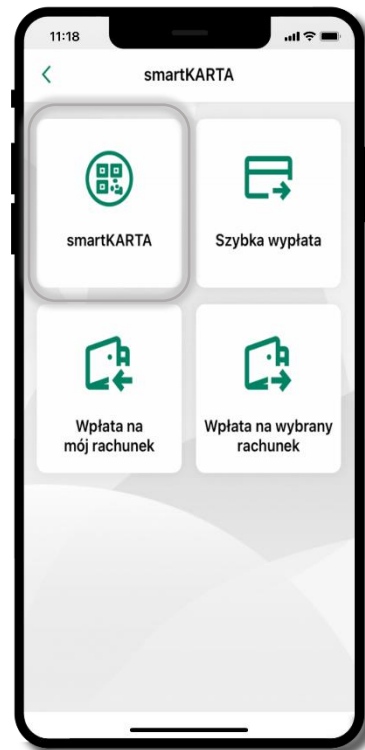 11:18
smartKARTA
smartKARTA
Szybka wypłata
Wpłata na
mój rachunek
Wpłata na wybrany
rachunek